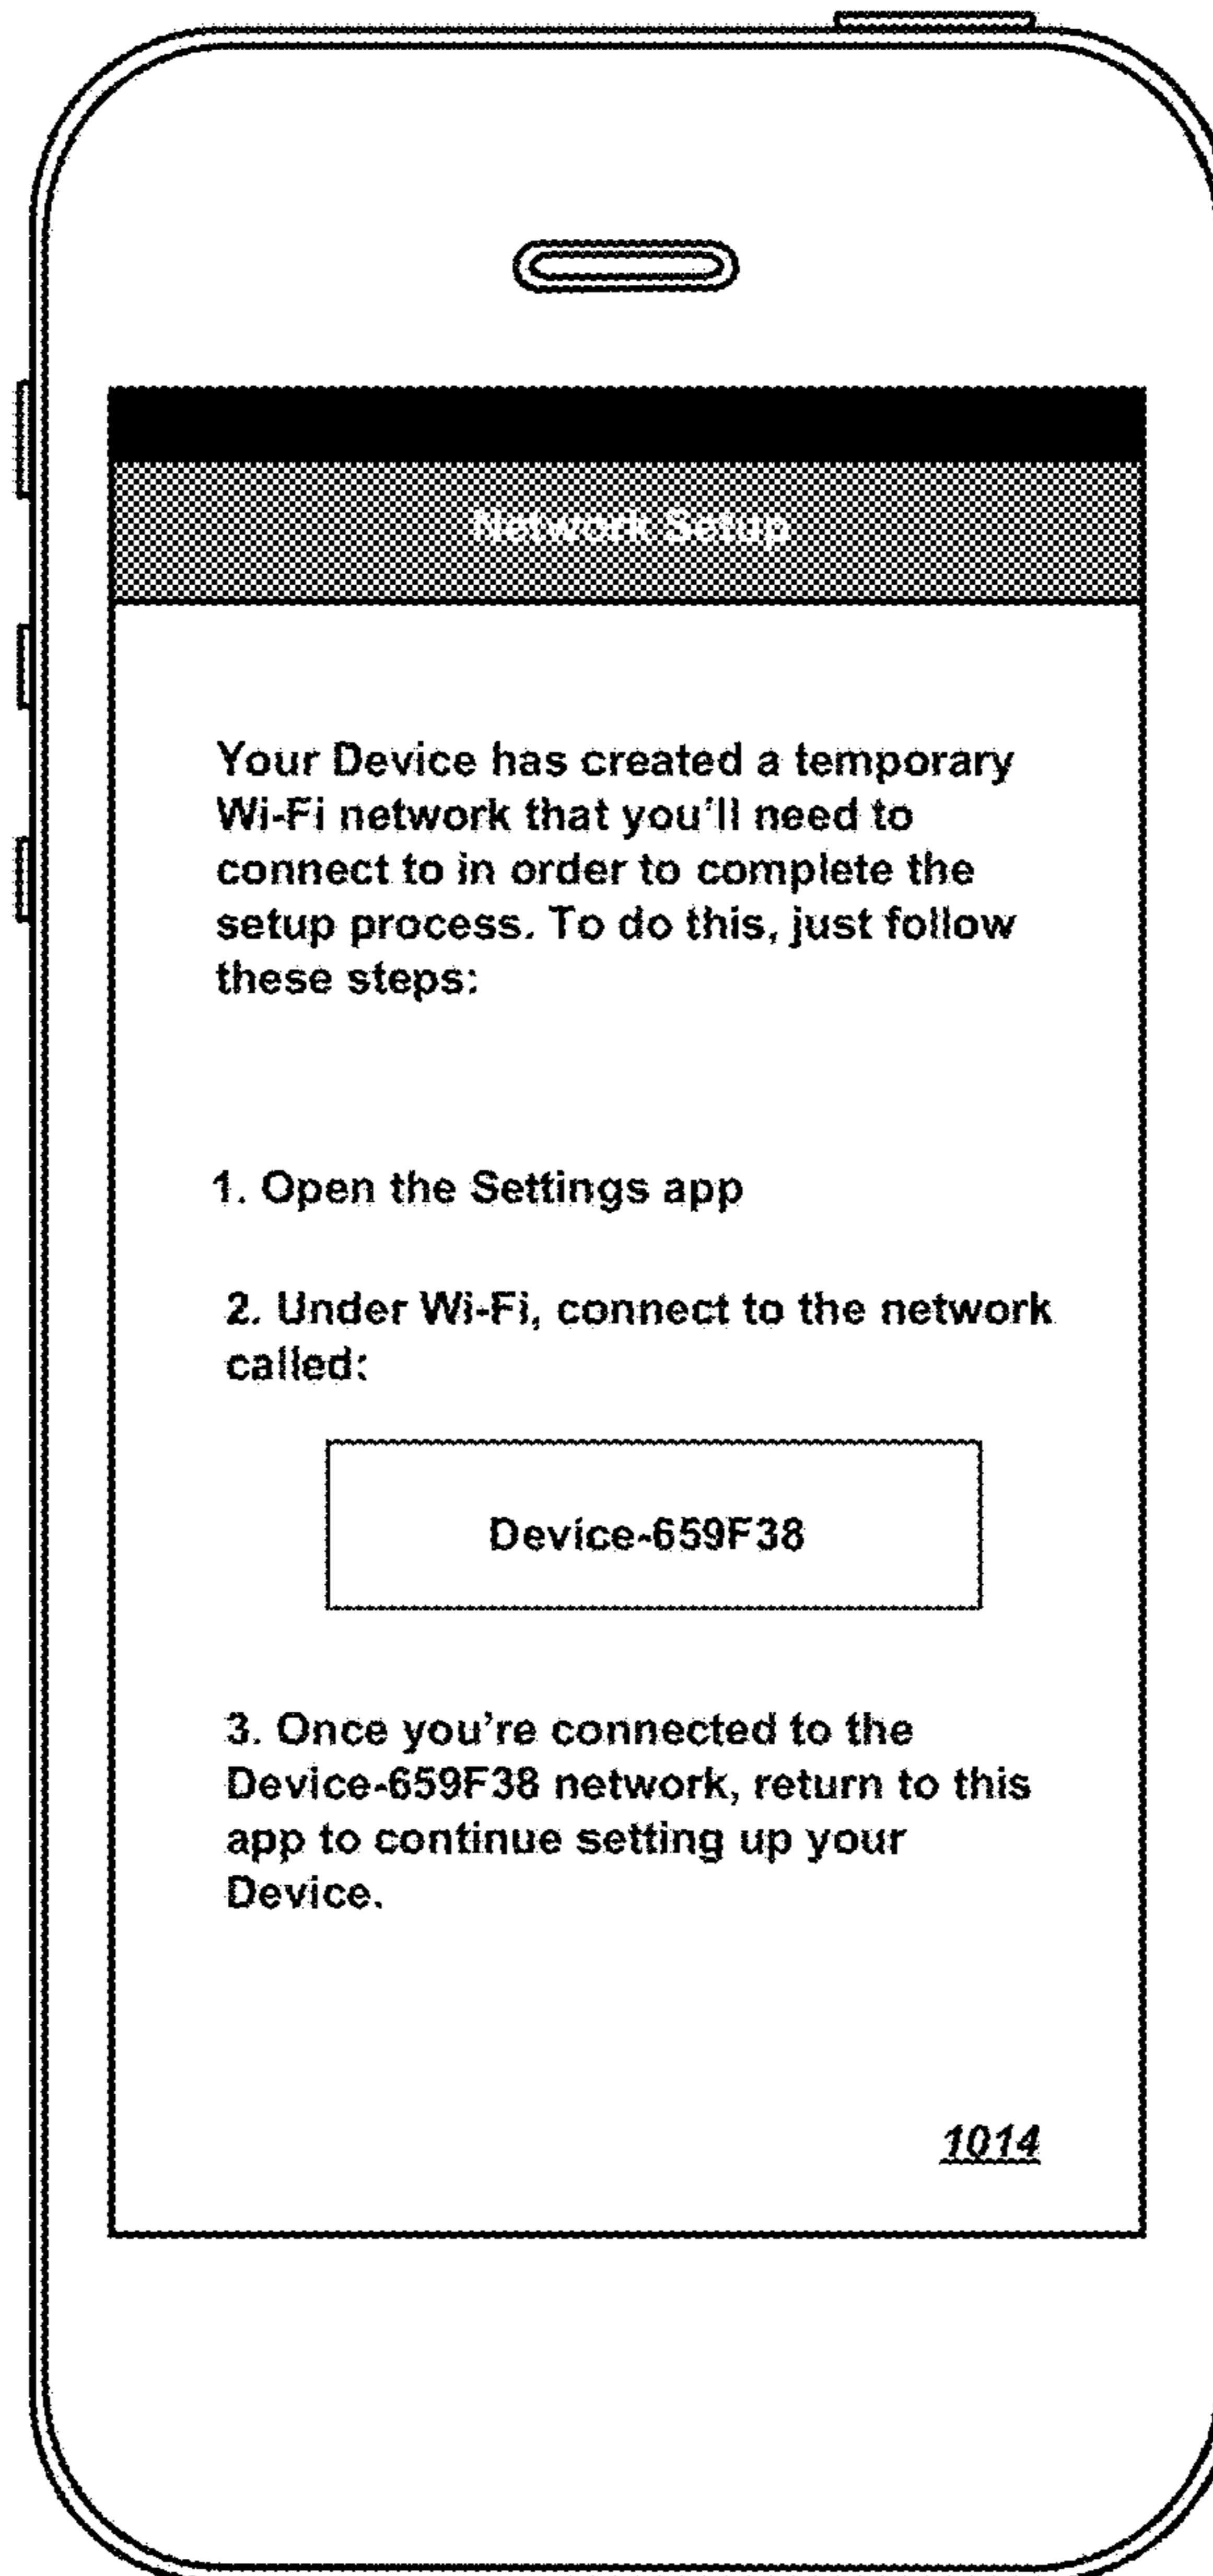 Network Setup
Your Device has created a temporary
Wi-Fi network that you'll need to
connect to in order to complete the
setup process. To do this, just follow
these steps:
1. Open the Settings app
2. Under Wi-Fi, connect to the network
called:
Device-659F38
3. Once you're connected to the
Device-659F38 network, return to this
app to continue setting up your
Device.
1014